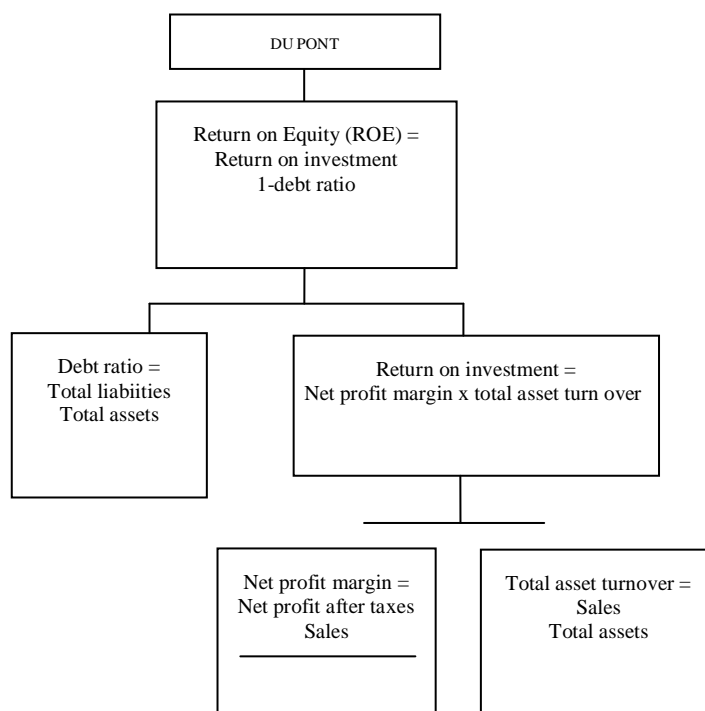 DU PONT
Return on Equity (ROE) =
Return on investment
1-debt ratio
Debt ratio =
Total liabiities
Total assets
Return on investment =
Net profit margin x total asset turn over
Net profit margin =
Net profit after taxes
Sales
Total asset turnover =
Sales
Total assets